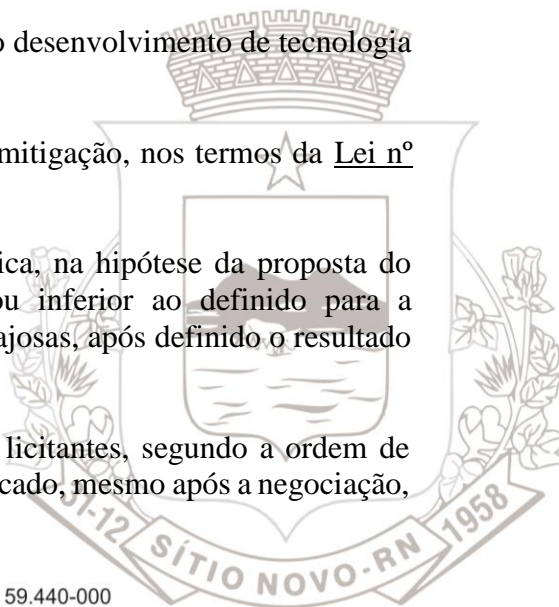 o desenvolvimento de tecnologia
mitigação, nos termos da Lei nº
ica, na hipótese da proposta do
ou inferior ao definido para a
ajosas, após definido o resultado
licitantes, segundo a ordem de
cado, mesmo após a negociação,
31-12 SÍTIO NOVO-RN 1958
59.440-000